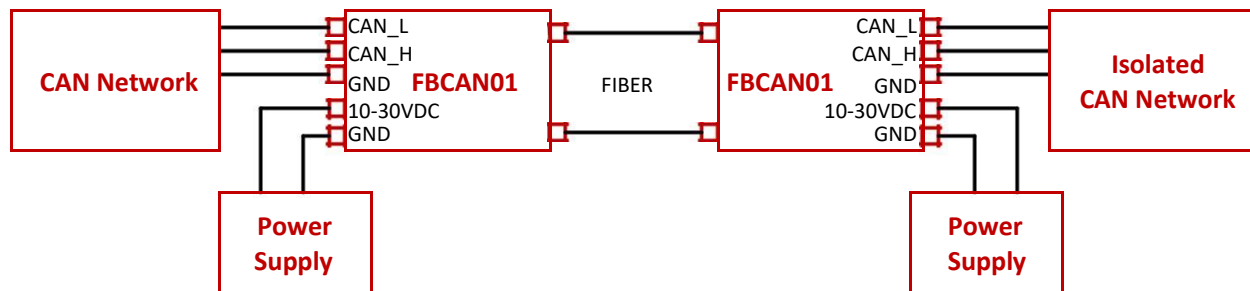 CAN Network
CAN_L
CAN_H
GND
10-30VDC
GND
FBCAN01
FIBER
FBCAN01
CAN_L
CAN_H
GND
10-30VDC
GND
Isolated
CAN Network
Power
Supply
Power
Supply